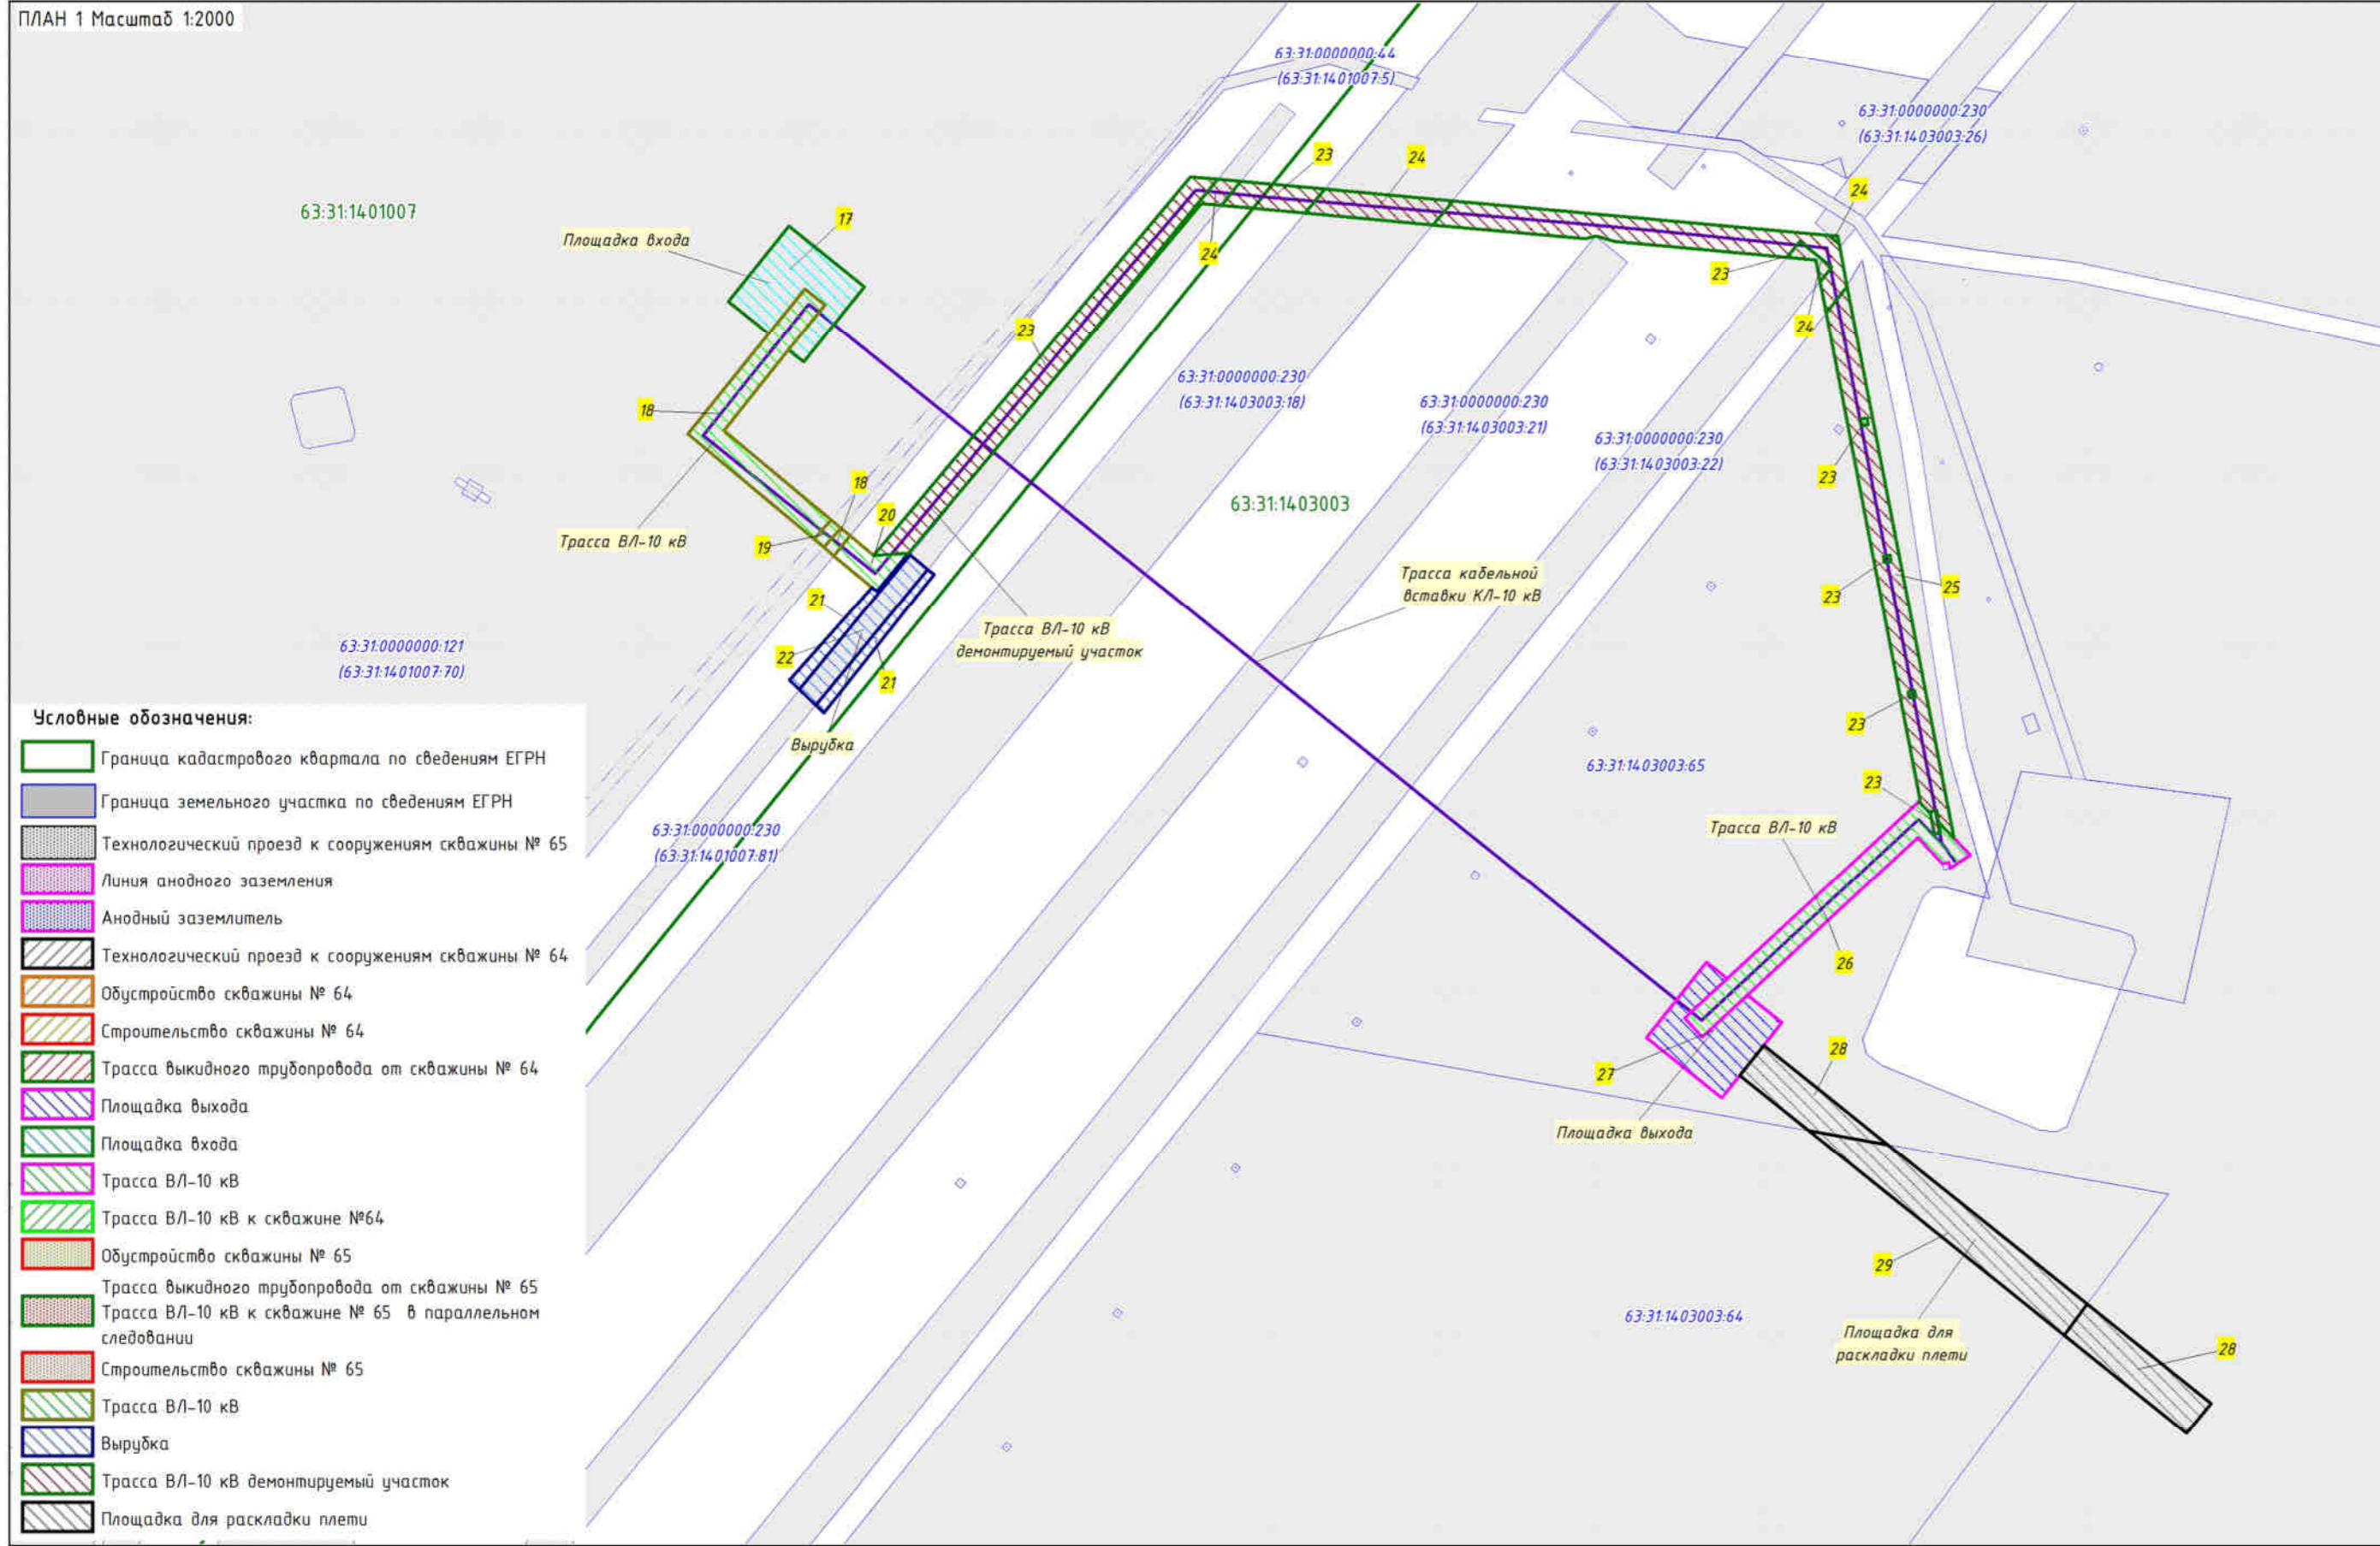 ПЛАН 1 Масштаб 1:2000
63:31:0000000:44
(63:31:1401007:5)
63:31:0000000:230
(63:31:1403003:26)
23
24
24
63:31:1401007
17
Площадка входа
24
23
23
24
63:31:0000000:230
(63:31:1403003:18)
63:31:0000000:230
(63:31:1403003:21)
63:31:0000000:230
(63:31:1403003:22)
18
18
23
63:31:1403003
20
Трасса ВЛ-10 кВ
19
Трасса кабельной
вставки КЛ-10 кВ
25
23
21
Трасса ВЛ-10 кВ
демонтируемый участок
63:31:0000000:121
(63:31:1401007:70)
22
21
23
Вырубка
63:31:1403003:65
23
63:31:0000000:230
(63:31:1401007:81)
Трасса ВЛ-10 кВ
26
28
27
Площадка выхода
29
63:31:1403003:64
Площадка для
раскладки плети
28
Условные обозначения:
Граница кадастрового квартала по сведениям ЕГРН
Граница земельного участка по сведениям ЕГРН
Технологический проезд к сооружениям скважины № 65
Линия анодного заземления
Анодный заземлитель
Технологический проезд к сооружениям скважины № 64
Обустройство скважины № 64
Строительство скважины № 64
Трасса выкидного трубопровода от скважины № 64
Площадка выхода
Площадка входа
Трасса ВЛ-10 кВ
Трасса ВЛ-10 кВ к скважине №64
Обустройство скважины № 65
Трасса выкидного трубопровода от скважины № 65
Трасса ВЛ-10 кВ к скважине № 65 в параллельном
следовании
Строительство скважины № 65
Трасса ВЛ-10 кВ
Вырубка
Трасса ВЛ-10 кВ демонтируемый участок
Площадка для раскладки плети